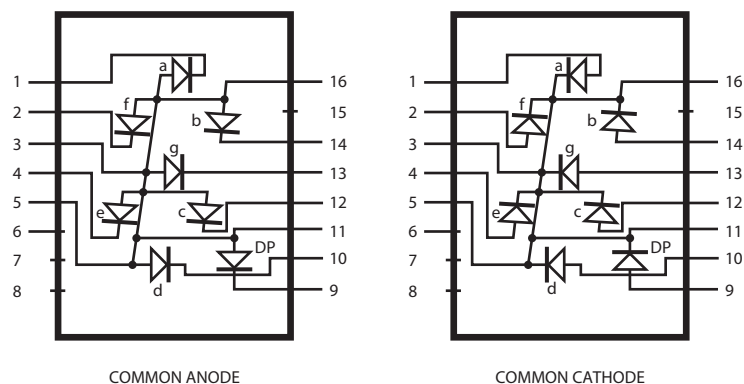 a
1 16
f
2 15
b
3 14
g
4 13
e c
5 12
6 11
DP
7 10
d
8 9
COMMON ANODE
a
1 16
f
2 15
b
3 14
g
4 13
e c
5 12
6 11
DP
7 10
d
8 9
COMMON CATHODE